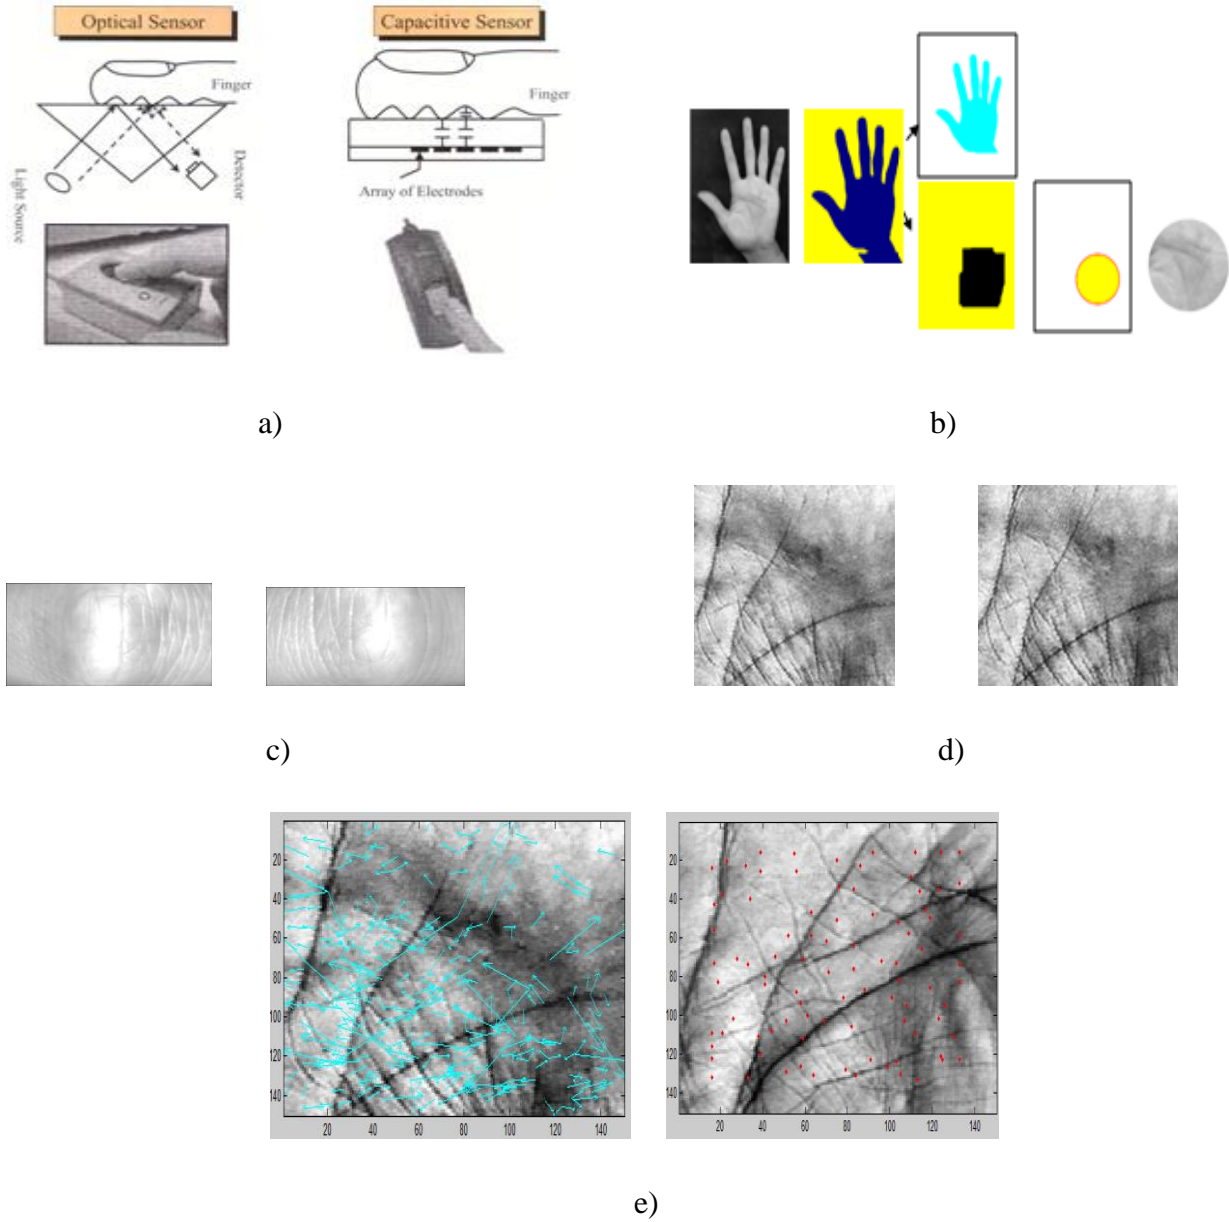 Optical Sensor
Capacitive Sensor
Finger
Finger
Light Source
Detector
Array of Electrodes
a)
b)
c)
d)
20
40
60
80
100
120
140
20 40 60 80 100 120 140
20
40
60
80
100
120
140
20 40 60 80 100 120 140
e)